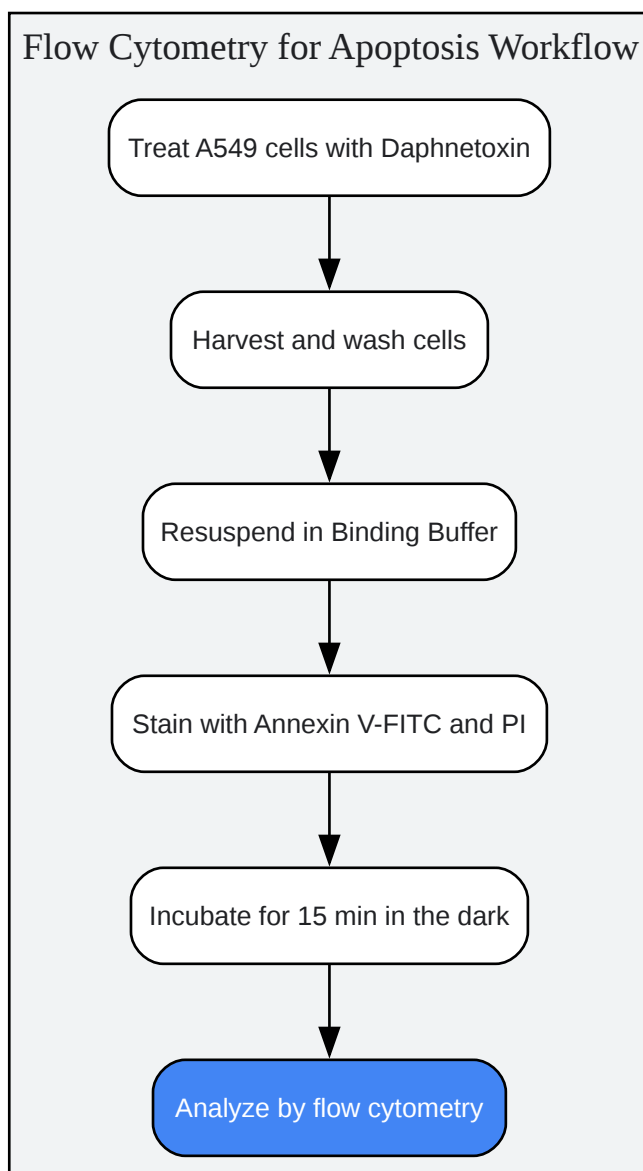 Flow Cytometry for Apoptosis Workflow
Treat A549 cells with Daphnetoxin
Harvest and wash cells
Resuspend in Binding Buffer
Stain with Annexin V-FITC and PI
Incubate for 15 min in the dark
Analyze by flow cytometry